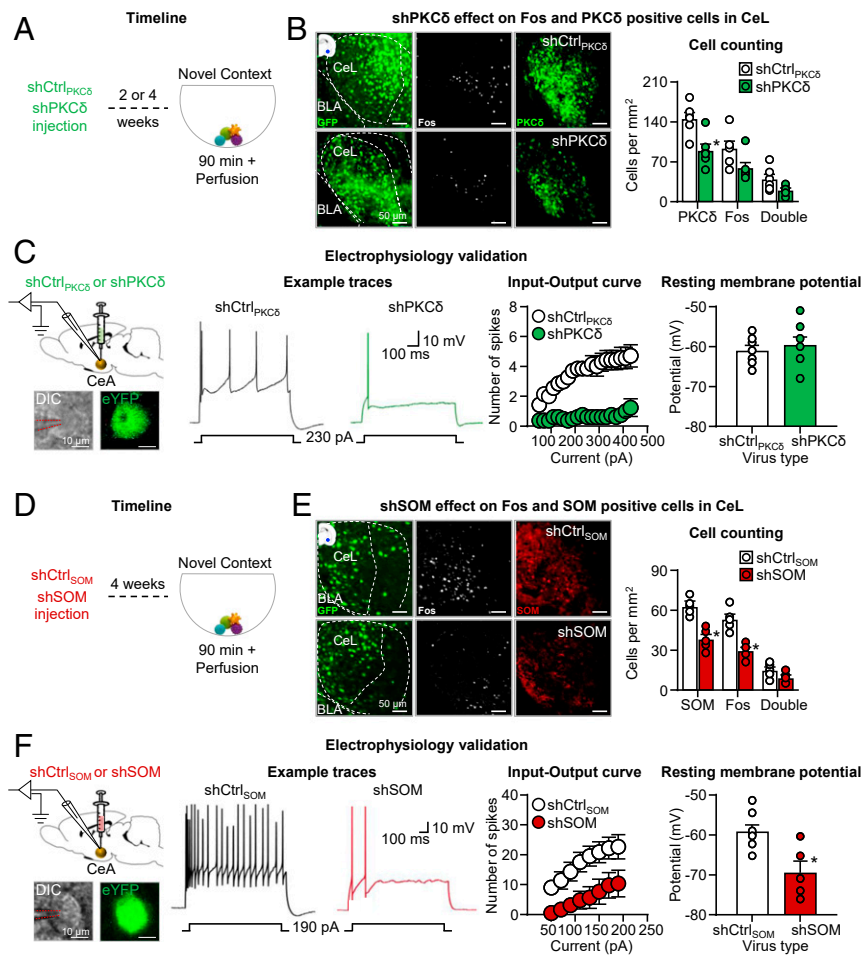 A
Timeline
shCtrlPKCδ
shPKCδ
injection
2 or 4
weeks
Novel Context
90 min +
Perfusion
B
shPKCδ effect on Fos and PKCδ positive cells in CeL
CeL
BLA
GFP
Fos
shCtrlPKCδ
PKCδ
CeL
BLA
50 µm
shPKCδ
Cell counting
shCtrlPKCδ
shPKCδ
Cells per mm2
210
140
70
0
*
PKCδ Fos Double
C
Electrophysiology validation
shCtrlPKCδ or shPKCδ
CeA
DIC
10 µm
eYFP
Example traces
shCtrlPKCδ
shPKCδ
10 mV
100 ms
230 pA
Input-Output curve
shCtrlPKCδ
shPKCδ
Number of spikes
8
6
4
2
0
100 200 300 400 500
Current (pA)
Resting membrane potential
Potential (mV)
-50
-60
-70
-80
shCtrlPKCδ shPKCδ
Virus type
D
Timeline
shCtrlSOM
shSOM
injection
4 weeks
Novel Context
90 min +
Perfusion
E
shSOM effect on Fos and SOM positive cells in CeL
CeL
BLA
GFP
Fos
shCtrlSOM
SOM
CeL
BLA
50 µm
shSOM
Cell counting
shCtrlSOM
shSOM
Cells per mm2
90
60
30
0
*
*
SOM Fos Double
F
Electrophysiology validation
shCtrlSOM or shSOM
CeA
DIC
10 µm
eYFP
Example traces
shCtrlSOM
shSOM
10 mV
100 ms
190 pA
Input-Output curve
shCtrlSOM
shSOM
Number of spikes
40
30
20
10
0
50 100 150 200 250
Current (pA)
Resting membrane potential
Potential (mV)
-50
-60
-70
-80
*
shCtrlSOM shSOM
Virus type